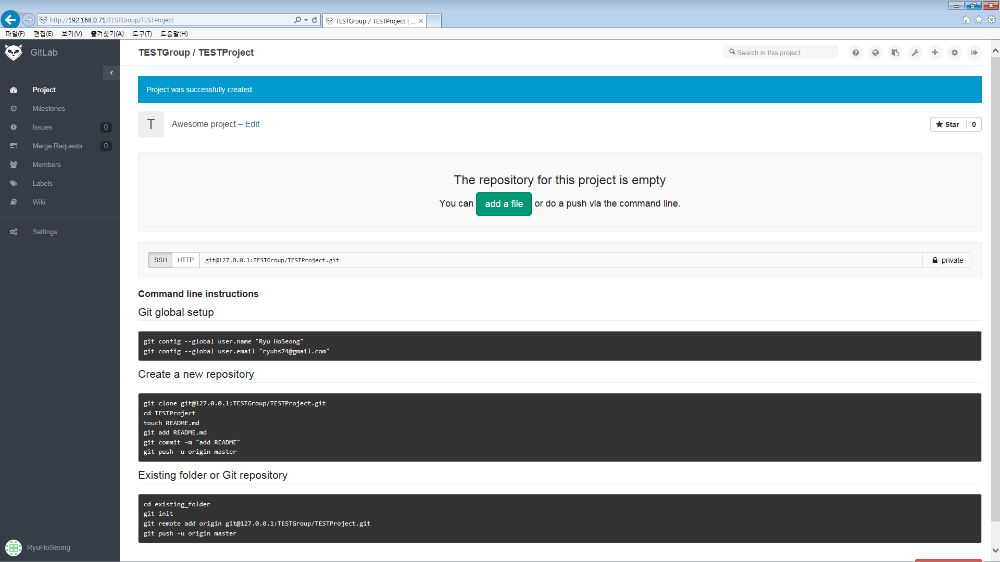 http://192.168.0.71/TESTGroup/TESTProject
TESTGroup / TESTProject | ...
파일(F) 편집(E) 보기(V) 즐겨찾기(A) 도구(T) 도움말(H)
GitLab
TESTGroup / TESTProject
Search in this project
Project
Milestones
Issues 0
Merge Requests 0
Members
Labels
Wiki
Settings
RyuHoSeong
Project was successfully created.
T
Awesome project – Edit
Star 0
The repository for this project is empty
You can add a file or do a push via the command line.
SSH HTTP git@127.0.0.1:TESTGroup/TESTProject.git private
Command line instructions
Git global setup
git config --global user.name "Ryu HoSeong"
git config --global user.email "ryuhs74@gmail.com"
Create a new repository
git clone git@127.0.0.1:TESTGroup/TESTProject.git
cd TESTProject
touch README.md
git add README.md
git commit -m "add README"
git push -u origin master
Existing folder or Git repository
cd existing_folder
git init
git remote add origin git@127.0.0.1:TESTGroup/TESTProject.git
git push -u origin master